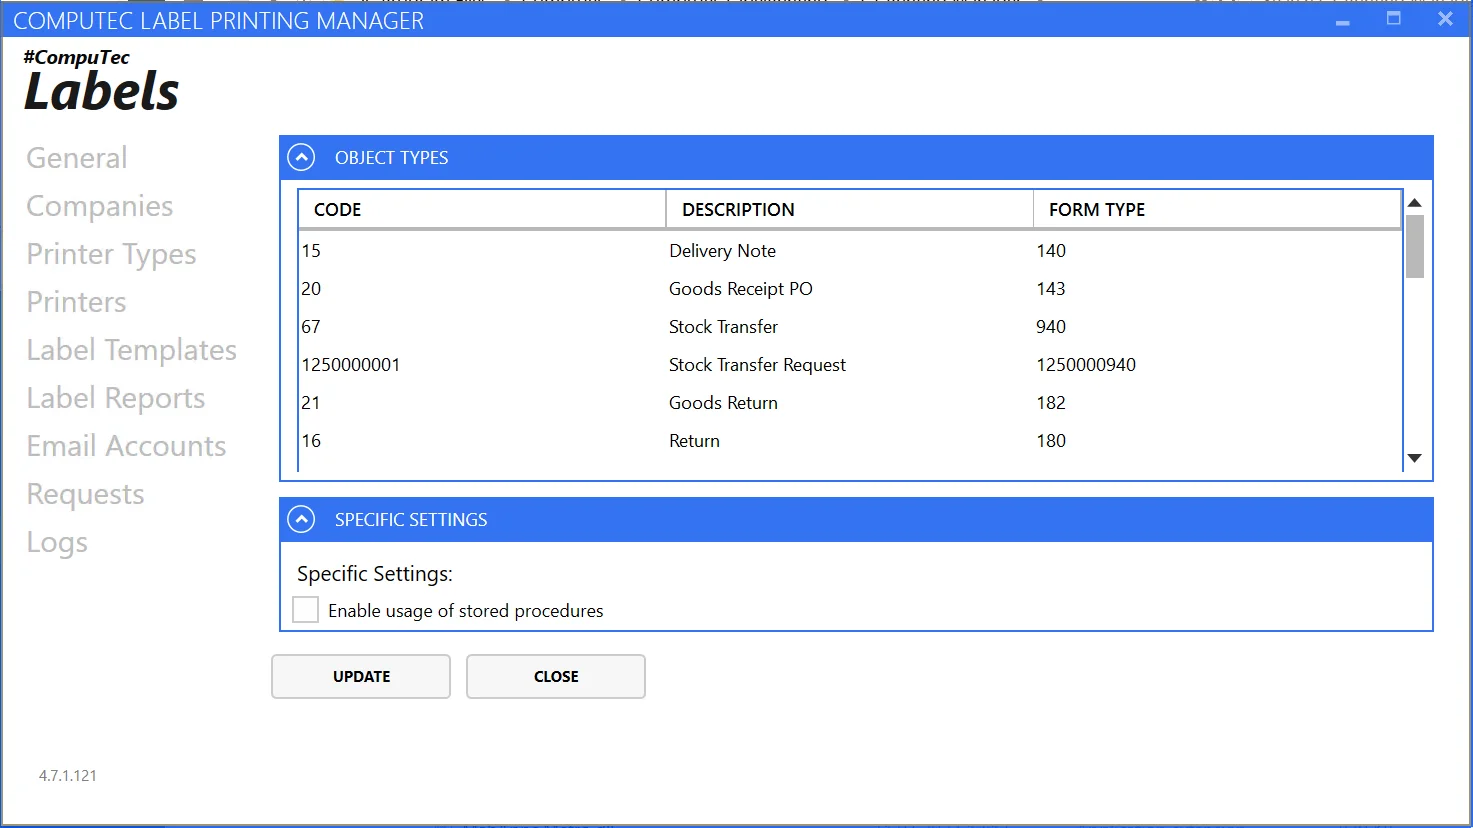 COMPUTEC LABEL PRINTING MANAGER
#CompuTec
Labels
General
Companies
Printer Types
Printers
Label Templates
Label Reports
Email Accounts
Requests
Logs
OBJECT TYPES
CODE DESCRIPTION FORM TYPE
15 Delivery Note 140
20 Goods Receipt PO 143
67 Stock Transfer 940
1250000001 Stock Transfer Request 1250000940
21 Goods Return 182
16 Return 180
SPECIFIC SETTINGS
Specific Settings:
Enable usage of stored procedures
UPDATE CLOSE
4.7.1.121